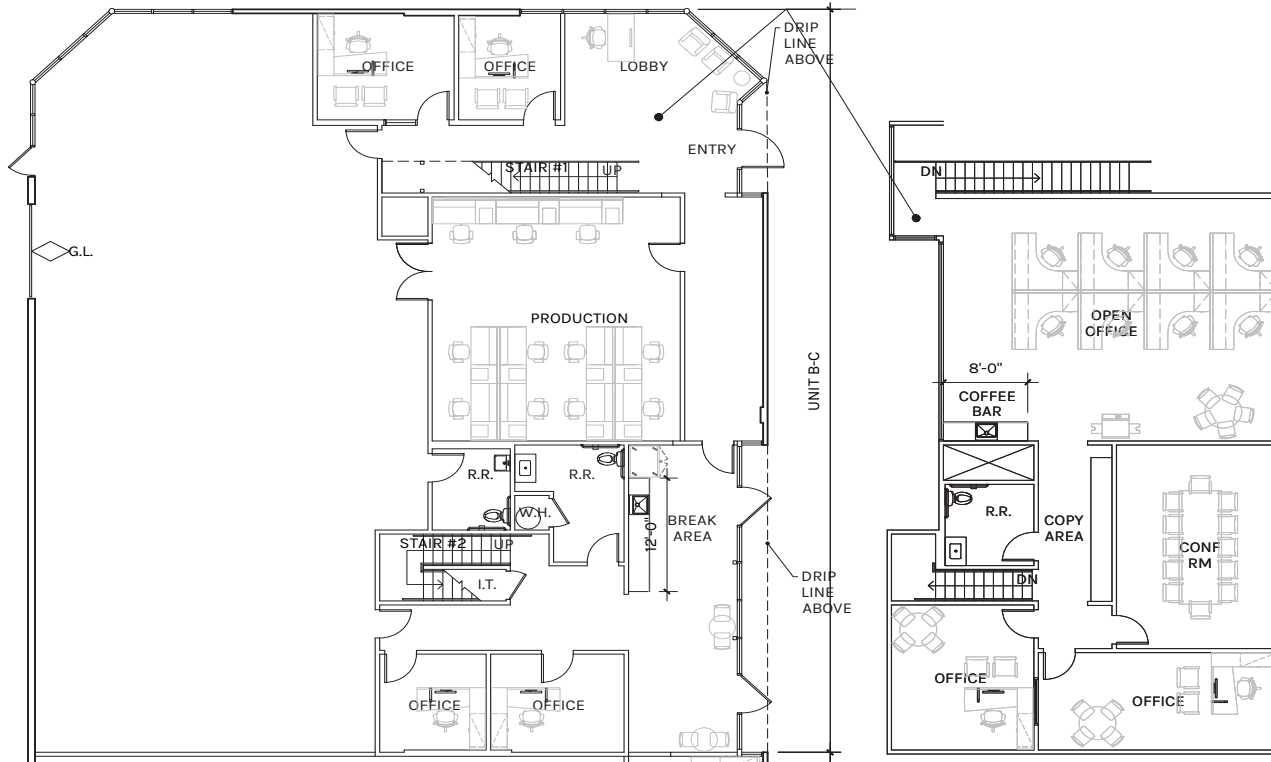 DRIP
LINE
ABOVE
OFFICE
OFFICE
LOBBY
ENTRY
STAIR #1
UP
DN
G.L.
PRODUCTION
OPEN
OFFICE
UNIT B-C
8'-0"
COFFEE
BAR
R.R.
R.R.
W.H.
12'-0"
BREAK
AREA
R.R.
COPY
AREA
CONF
RM
STAIR #2
UP
I.T.
DN
DRIP
LINE
ABOVE
OFFICE
OFFICE
OFFICE
OFFICE